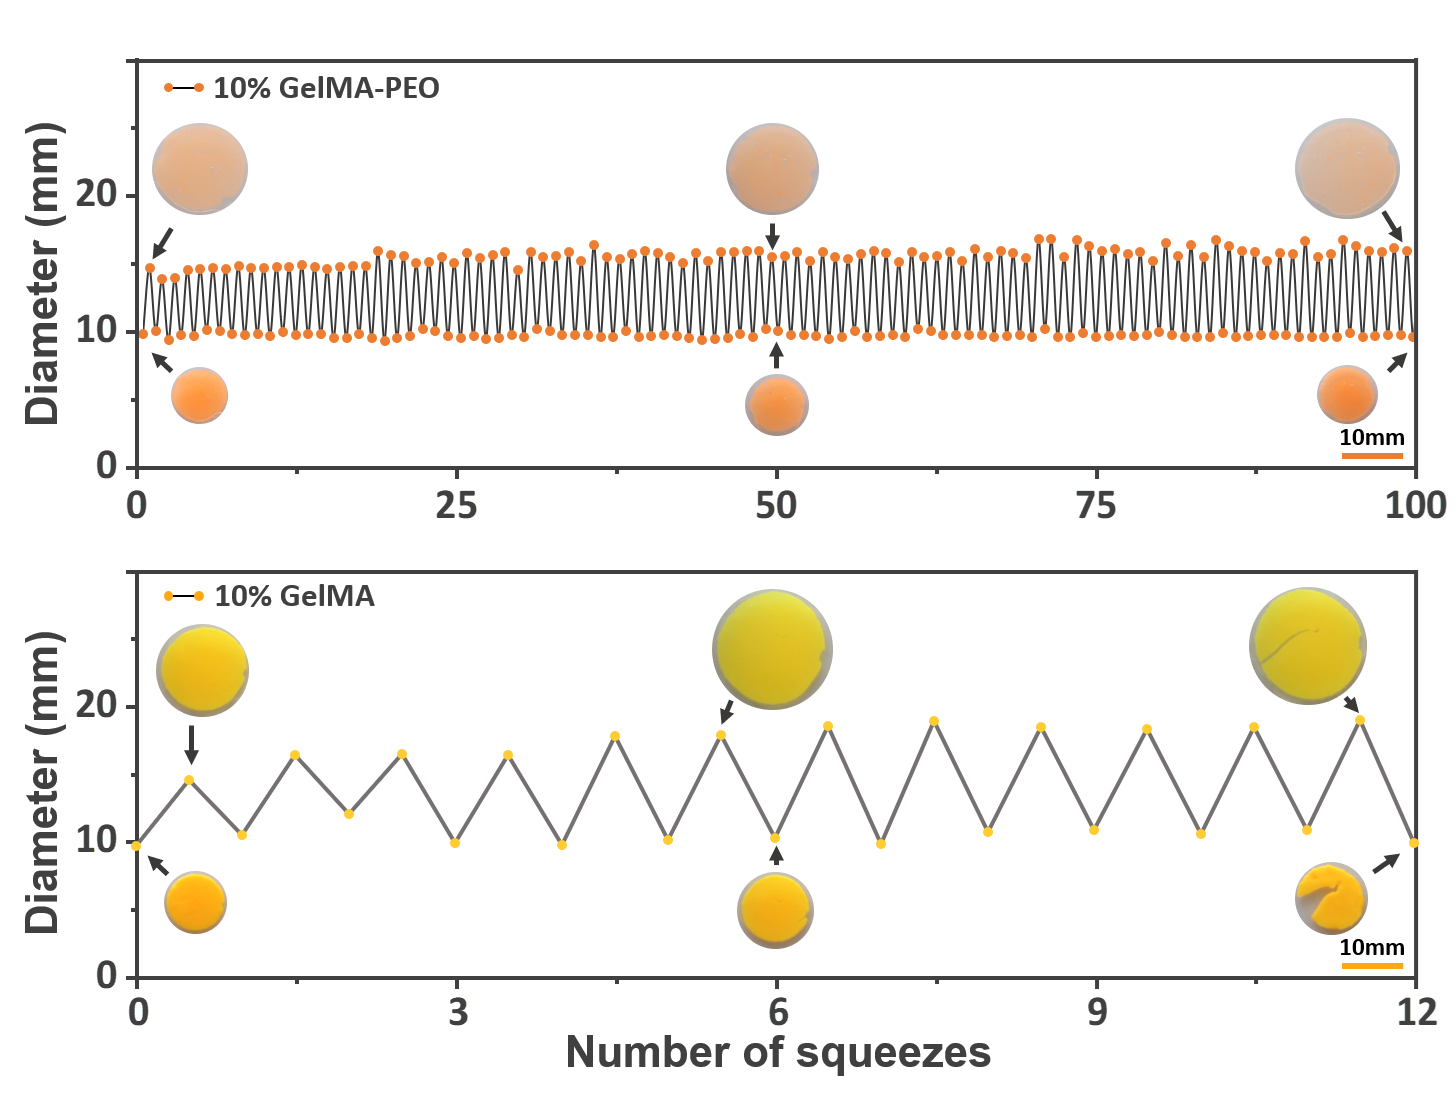 10% GelMA-PEO
Diameter (mm)
20
10
0
10mm
0 25 50 75 100
10% GelMA
Diameter (mm)
20
10
0
10mm
0 3 6 9 12
Number of squeezes